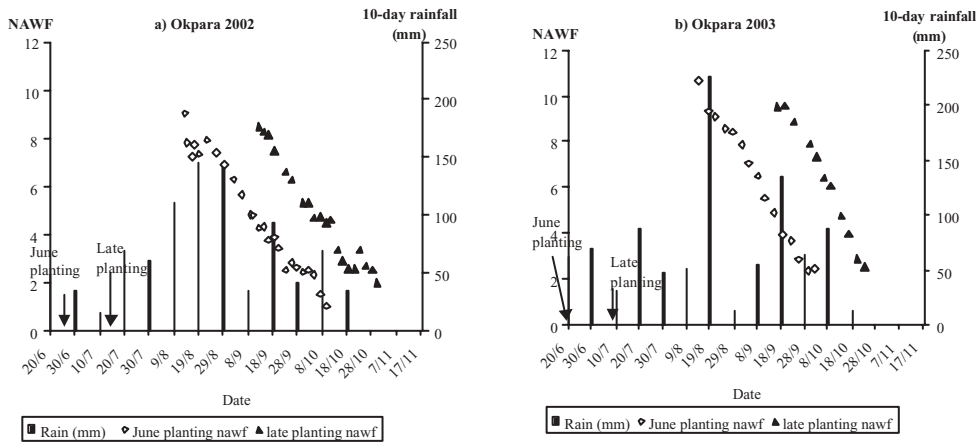 NAWF
a) Okpara 2002
10-day rainfall
(mm)
12
10
8
6
4
2
0
250
200
150
100
50
0
June
planting
Late
planting
20/6
30/6
10/7
20/7
30/7
9/8
19/8
29/8
8/9
18/9
28/9
8/10
18/10
28/10
7/11
17/11
Date
Rain (mm)
June planting nawf
late planting nawf
NAWF
b) Okpara 2003
10-day rainfall
(mm)
12
10
8
6
4
2
0
250
200
150
100
50
0
June
planting
Late
planting
20/6
30/6
10/7
20/7
30/7
9/8
19/8
29/8
8/9
18/9
28/9
8/10
18/10
28/10
7/11
17/11
Date
Rain (mm)
June planting nawf
late planting nawf